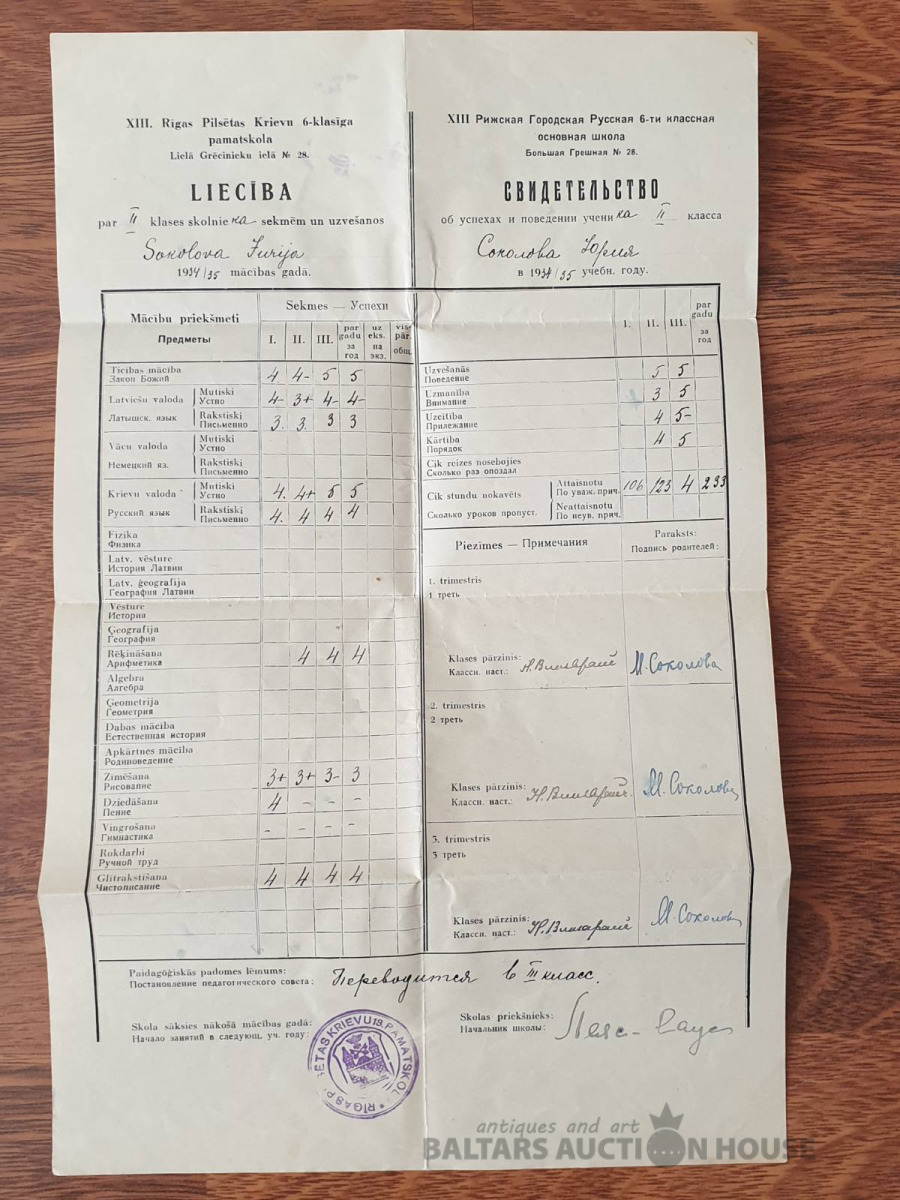 XIII. Rīgas Pilsētas Krievu 6-klasīga
pamatskola
Lielā Grēcinieku ielā № 28.
LIECĪBA
par II klases skolnieka sekmēm un uzvešanos
Sokolova Jurija
1934/35 mācības gadā.
XIII Рижская Городская Русская 6-ти классная
основная школа
Большая Грешная № 28.
СВИДЕТЕЛЬСТВО
об успехах и поведении ученика II класса
Соколова Юрия
в 1934/35 учебн. году.
Mācību priekšmeti
Предметы
Sekmes — Успехи
I. II. III. par gadu за год uz eks. на экз. vispār. общ.
Ticības mācība
Закон Божий
4 4- 5 5
Latviešu valoda Mutiski
Устно
4- 3+ 4- 4-
Латышск. язык Rakstiski
Письменно
3. 3. 3 3
Vācu valoda Mutiski
Устно
Немецкий яз. Rakstiski
Письменно
Krievu valoda Mutiski
Устно
4. 4+ 5 5
Русский язык Rakstiski
Письменно
4. 4 4 4
Fizika
Физика
Latv. vēsture
История Латвии
Latv. ģeografija
География Латвии
Vēsture
История
Ģeografija
География
Rēķināšana
Арифметика
4 4 4
Algebra
Алгебра
Ģeometrija
Геометрия
Dabas mācība
Естественная история
Apkārtnes mācība
Родиноведение
Zīmēšana
Рисование
3+ 3+ 3- 3
Dziedāšana
Пение
4 - - -
Vingrošana
Гимнастика
- - - -
Rokdarbi
Ручной труд
Glītrakstīšana
Чистописание
4 4 4 4
I. II. III. par gadu за год
Uzvešanās
Поведение
5 5
Uzmanība
Внимание
3 5
Uzcītība
Прилежание
4 5-
Kārtība
Порядок
4 5
Cik reizes nosebojies
Сколько раз опоздал
Cik stundu nokavēts Attaisnotu
По уваж. прич.
106 123 4 233
Сколько уроков пропуст. Neattaisnotu
По неув. прич.
Piezīmes — Примечания
Paraksts:
Подпись родителей:
1. trimestris
1 треть
Klases pārzinis:
Классн. наст.:
М. Соколова
2. trimestris
2 треть
Klases pārzinis:
Классн. наст.:
М. Соколова
3. trimestris
3 треть
Klases pārzinis:
Классн. наст.:
М. Соколова
Paidagōģiskās padomes lēmums:
Постановление педагогического совета: Переводится в III класс.
Skola sāksies nākošā mācības gadā:
Начало занятий в следующ. уч. году:
Skolas priekšnieks:
Начальник школы:
RĪGAS PILSĒTAS KRIEVU 13. PAMATSKOLA
antiques and art
BALTARS AUCTION HOUSE